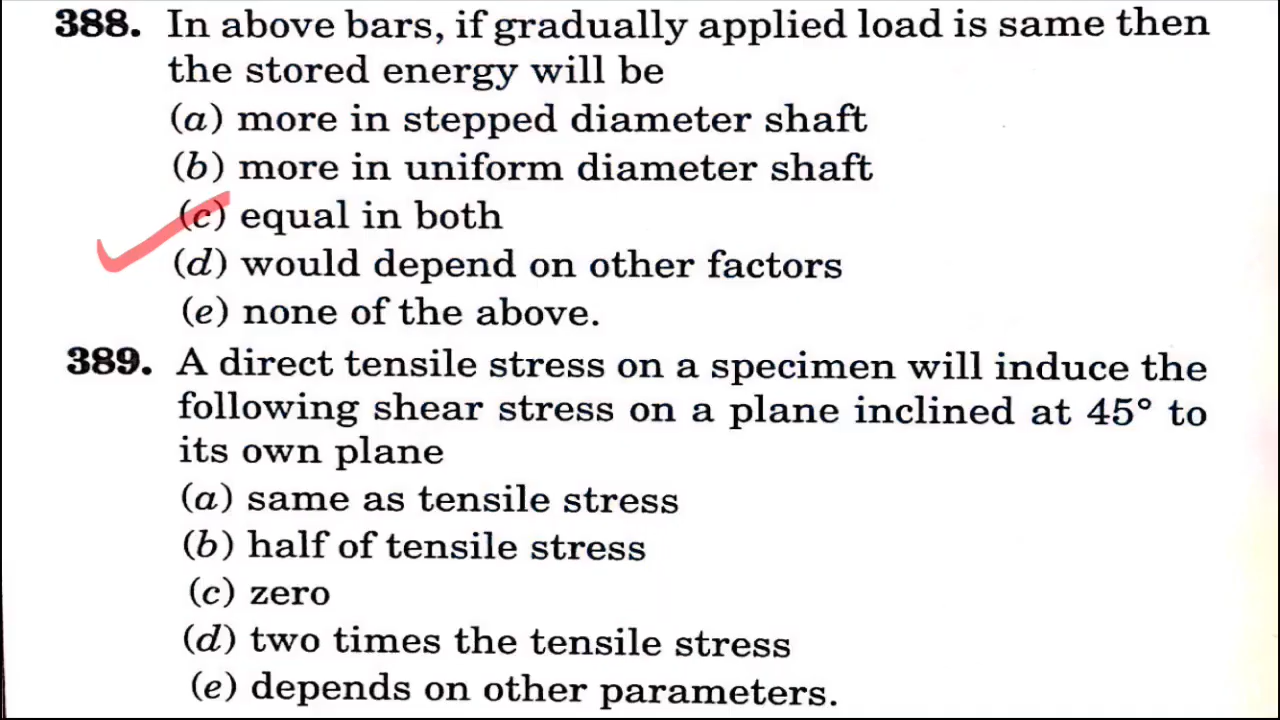 388. In above bars, if gradually applied load is same then
the stored energy will be
(a) more in stepped diameter shaft
(b) more in uniform diameter shaft
(c) equal in both
(d) would depend on other factors
(e) none of the above.
389. A direct tensile stress on a specimen will induce the
following shear stress on a plane inclined at 45° to
its own plane
(a) same as tensile stress
(b) half of tensile stress
(c) zero
(d) two times the tensile stress
(e) depends on other parameters.